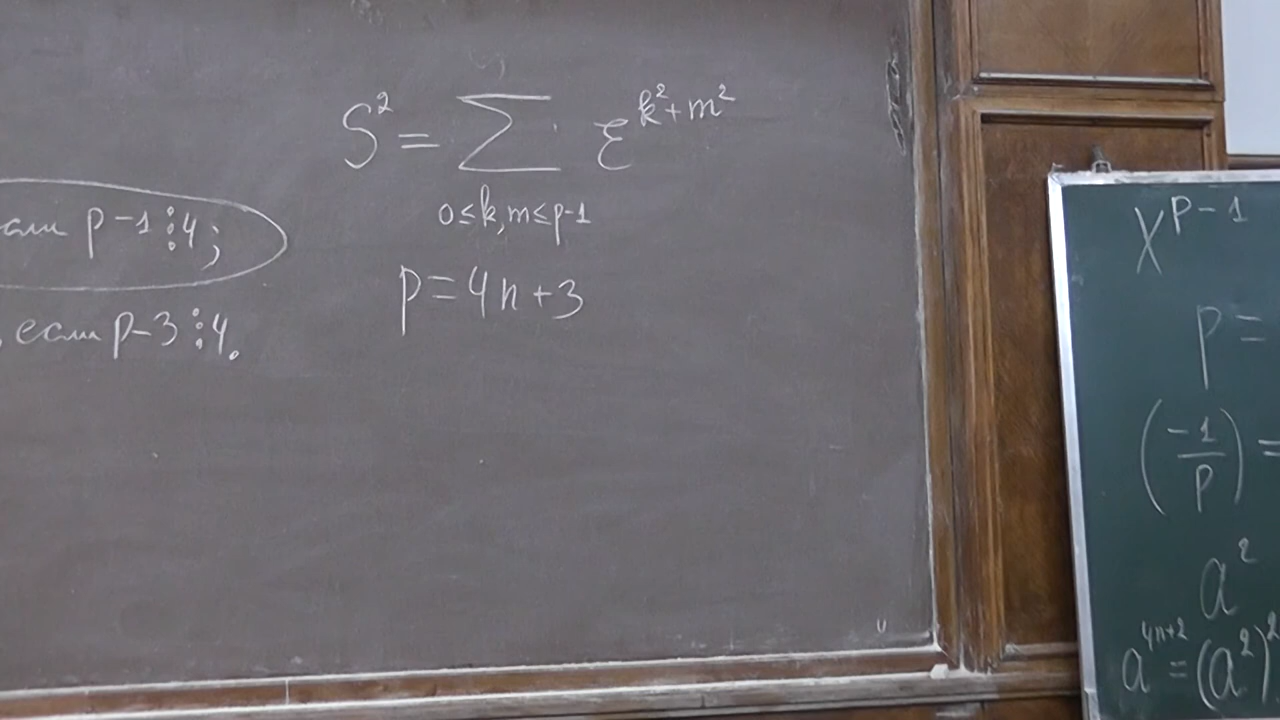 S² = ∑ ε^{k²+m²}
0≤k,m≤p-1
p-1⋮4;
p=4n+3
если p-3⋮4.
X^{p-1}
p=
(-1/p)=
a²
a^{4n+2}=(a²)²